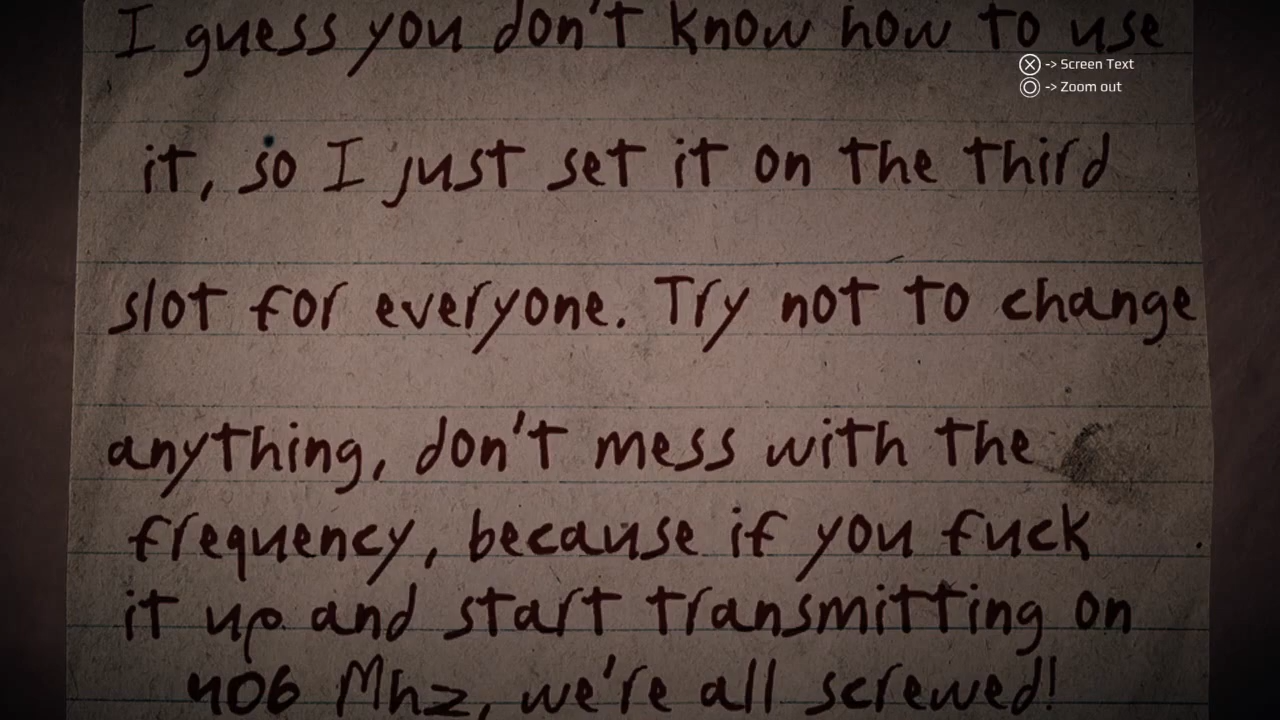 I guess you don't know how to use
-> Screen Text
-> Zoom out
it, so I just set it on the third
slot for everyone. Try not to change
anything, don't mess with the
frequency, because if you fuck
it up and start transmitting on
406 Mhz, we're all screwed!